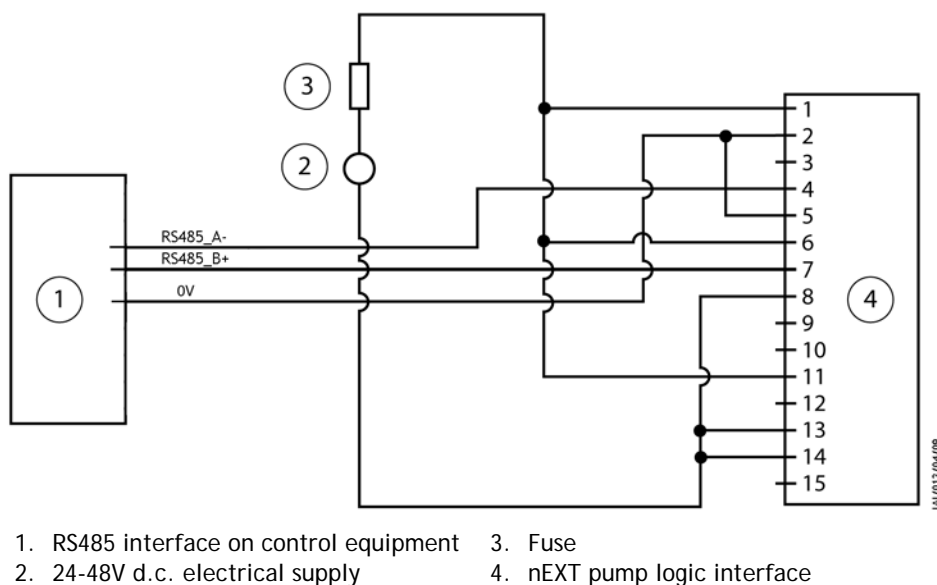 3
2
1
RS485_A-
RS485_B+
0V
4
1
2
3
4
5
6
7
8
9
10
11
12
13
14
15
1. RS485 interface on control equipment
2. 24-48V d.c. electrical supply
3. Fuse
4. nEXT pump logic interface